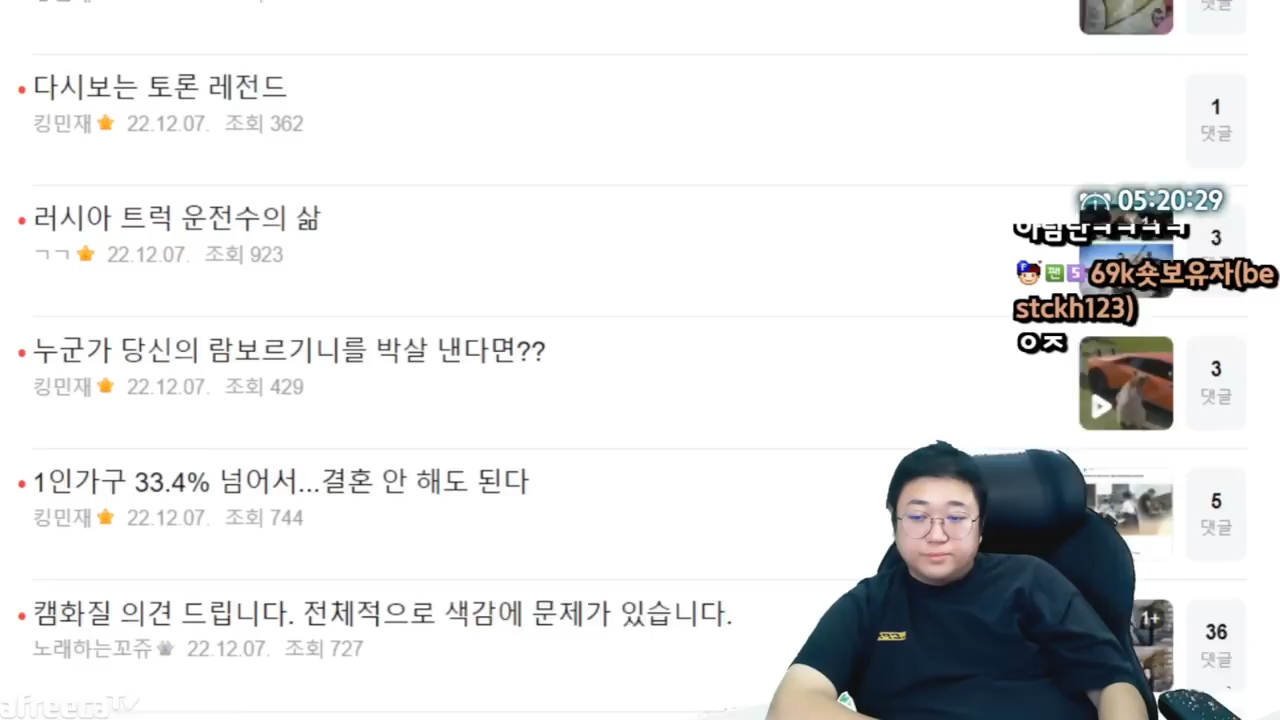 댓글
다시보는 토론 레전드
킹민재 22.12.07. 조회 362
1
댓글
05:20:29
러시아 트럭 운전수의 삶
ㄱㄱ 22.12.07. 조회 923
3
팬 5 69k숏보유자(be
stckh123)
ㅇㅈ
누군가 당신의 람보르기니를 박살 낸다면??
킹민재 22.12.07. 조회 429
3
댓글
1인가구 33.4% 넘어서...결혼 안 해도 된다
킹민재 22.12.07. 조회 744
5
댓글
캠화질 의견 드립니다. 전체적으로 색감에 문제가 있습니다.
노래하는꼬쥬 22.12.07. 조회 727
1+
36
댓글
afreecaTV